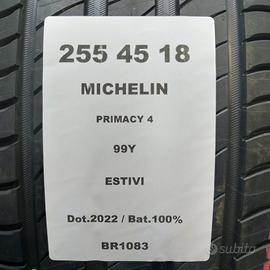 255 45 18
MICHELIN
PRIMACY 4
99Y
ESTIVI
Dot.2022 / Bat.100%
BR1083
subito